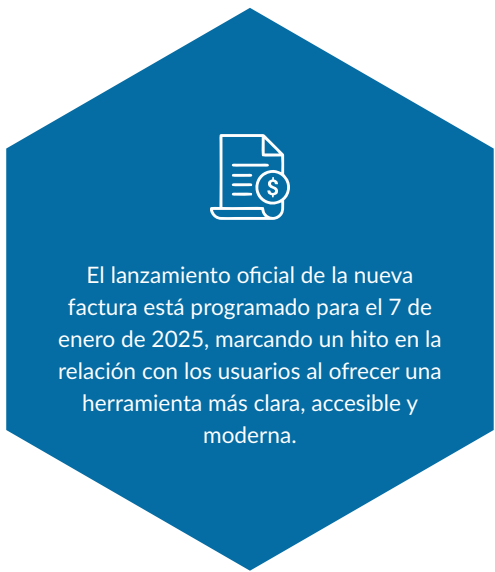 $
El lanzamiento oficial de la nueva
factura está programado para el 7 de
enero de 2025, marcando un hito en la
relación con los usuarios al ofrecer una
herramienta más clara, accesible y
moderna.